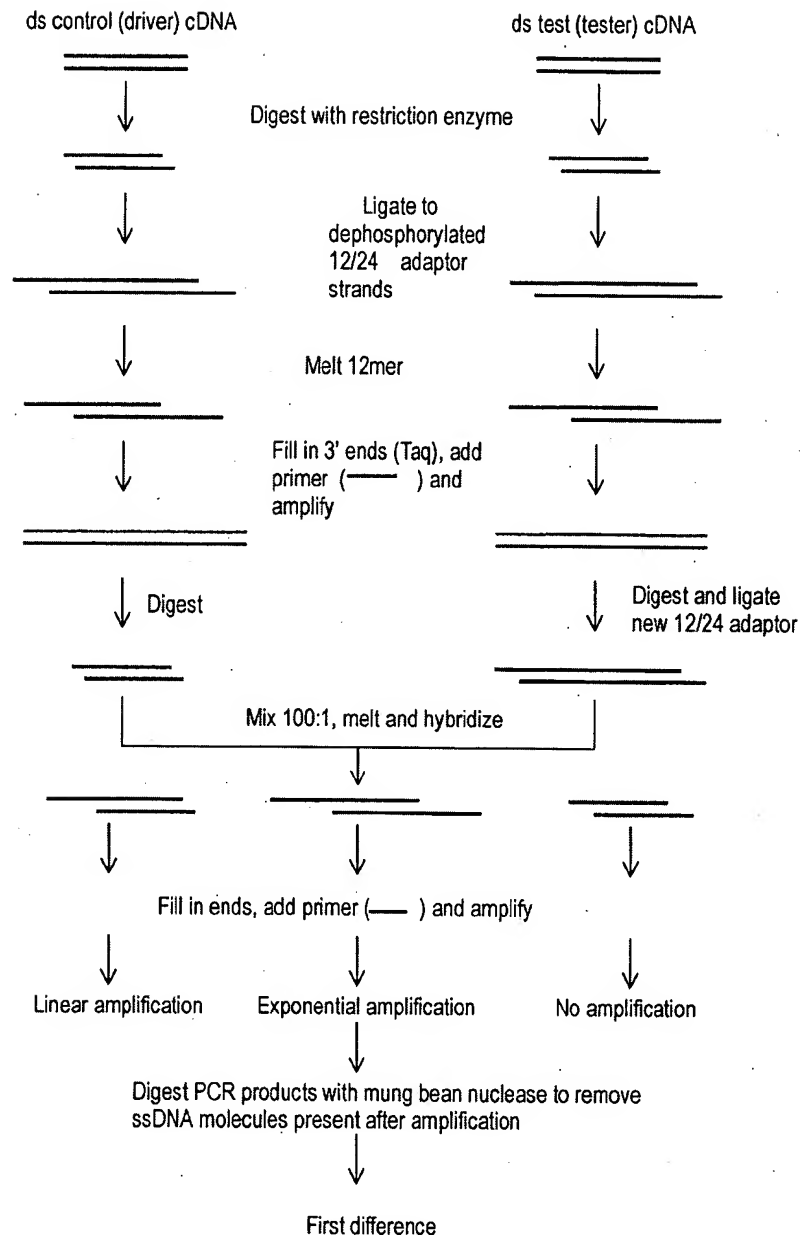 ds control (driver) cDNA
ds test (tester) cDNA
Digest with restriction enzyme
Ligate to
dephosphorylated
12/24 adaptor
strands
Melt 12mer
Fill in 3' ends (Taq), add
primer ( ) and
amplify
Digest
Digest and ligate
new 12/24 adaptor
Mix 100:1, melt and hybridize
Fill in ends, add primer ( ) and amplify
Linear amplification
Exponential amplification
No amplification
Digest PCR products with mung bean nuclease to remove
ssDNA molecules present after amplification
First difference